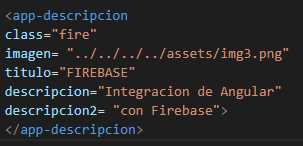 <app-descripcion
class="fire"
imagen= "../../../../assets/img3.png"
titulo="FIREBASE"
descripcion="Integracion de Angular"
descripcion2= "con Firebase">
</app-descripcion>